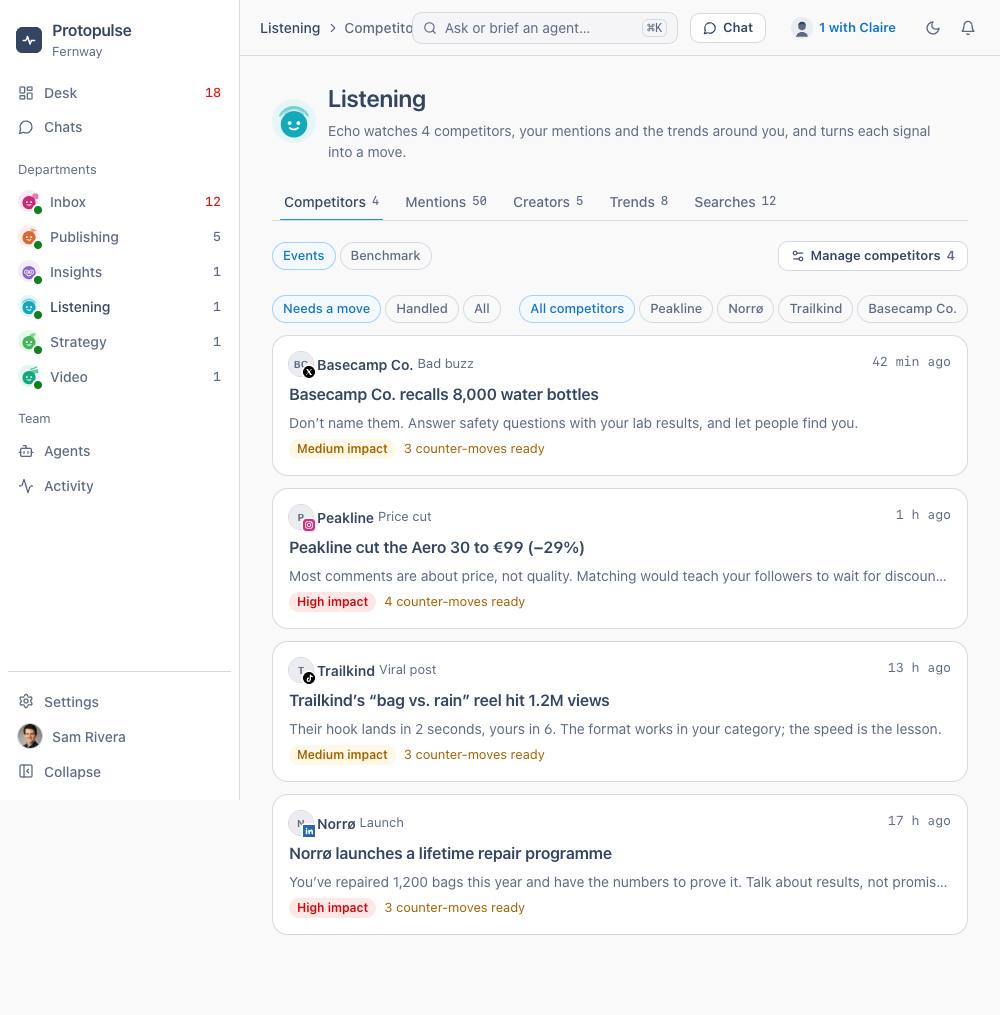 Protopulse
Fernway
Desk 18
Chats
Departments
Inbox 12
Publishing 5
Insights 1
Listening 1
Strategy 1
Video 1
Team
Agents
Activity
Settings
Sam Rivera
Collapse
Listening > Competito
Ask or brief an agent… ⌘K
Chat
1 with Claire
Listening
Echo watches 4 competitors, your mentions and the trends around you, and turns each signal
into a move.
Competitors 4 Mentions 50 Creators 5 Trends 8 Searches 12
Events Benchmark Manage competitors 4
Needs a move Handled All All competitors Peakline Norrø Trailkind Basecamp Co.
BC Basecamp Co. Bad buzz 42 min ago
Basecamp Co. recalls 8,000 water bottles
Don’t name them. Answer safety questions with your lab results, and let people find you.
Medium impact 3 counter-moves ready
P Peakline Price cut 1 h ago
Peakline cut the Aero 30 to €99 (−29%)
Most comments are about price, not quality. Matching would teach your followers to wait for discoun…
High impact 4 counter-moves ready
T Trailkind Viral post 13 h ago
Trailkind’s “bag vs. rain” reel hit 1.2M views
Their hook lands in 2 seconds, yours in 6. The format works in your category; the speed is the lesson.
Medium impact 3 counter-moves ready
N in Norrø Launch 17 h ago
Norrø launches a lifetime repair programme
You’ve repaired 1,200 bags this year and have the numbers to prove it. Talk about results, not promis…
High impact 3 counter-moves ready